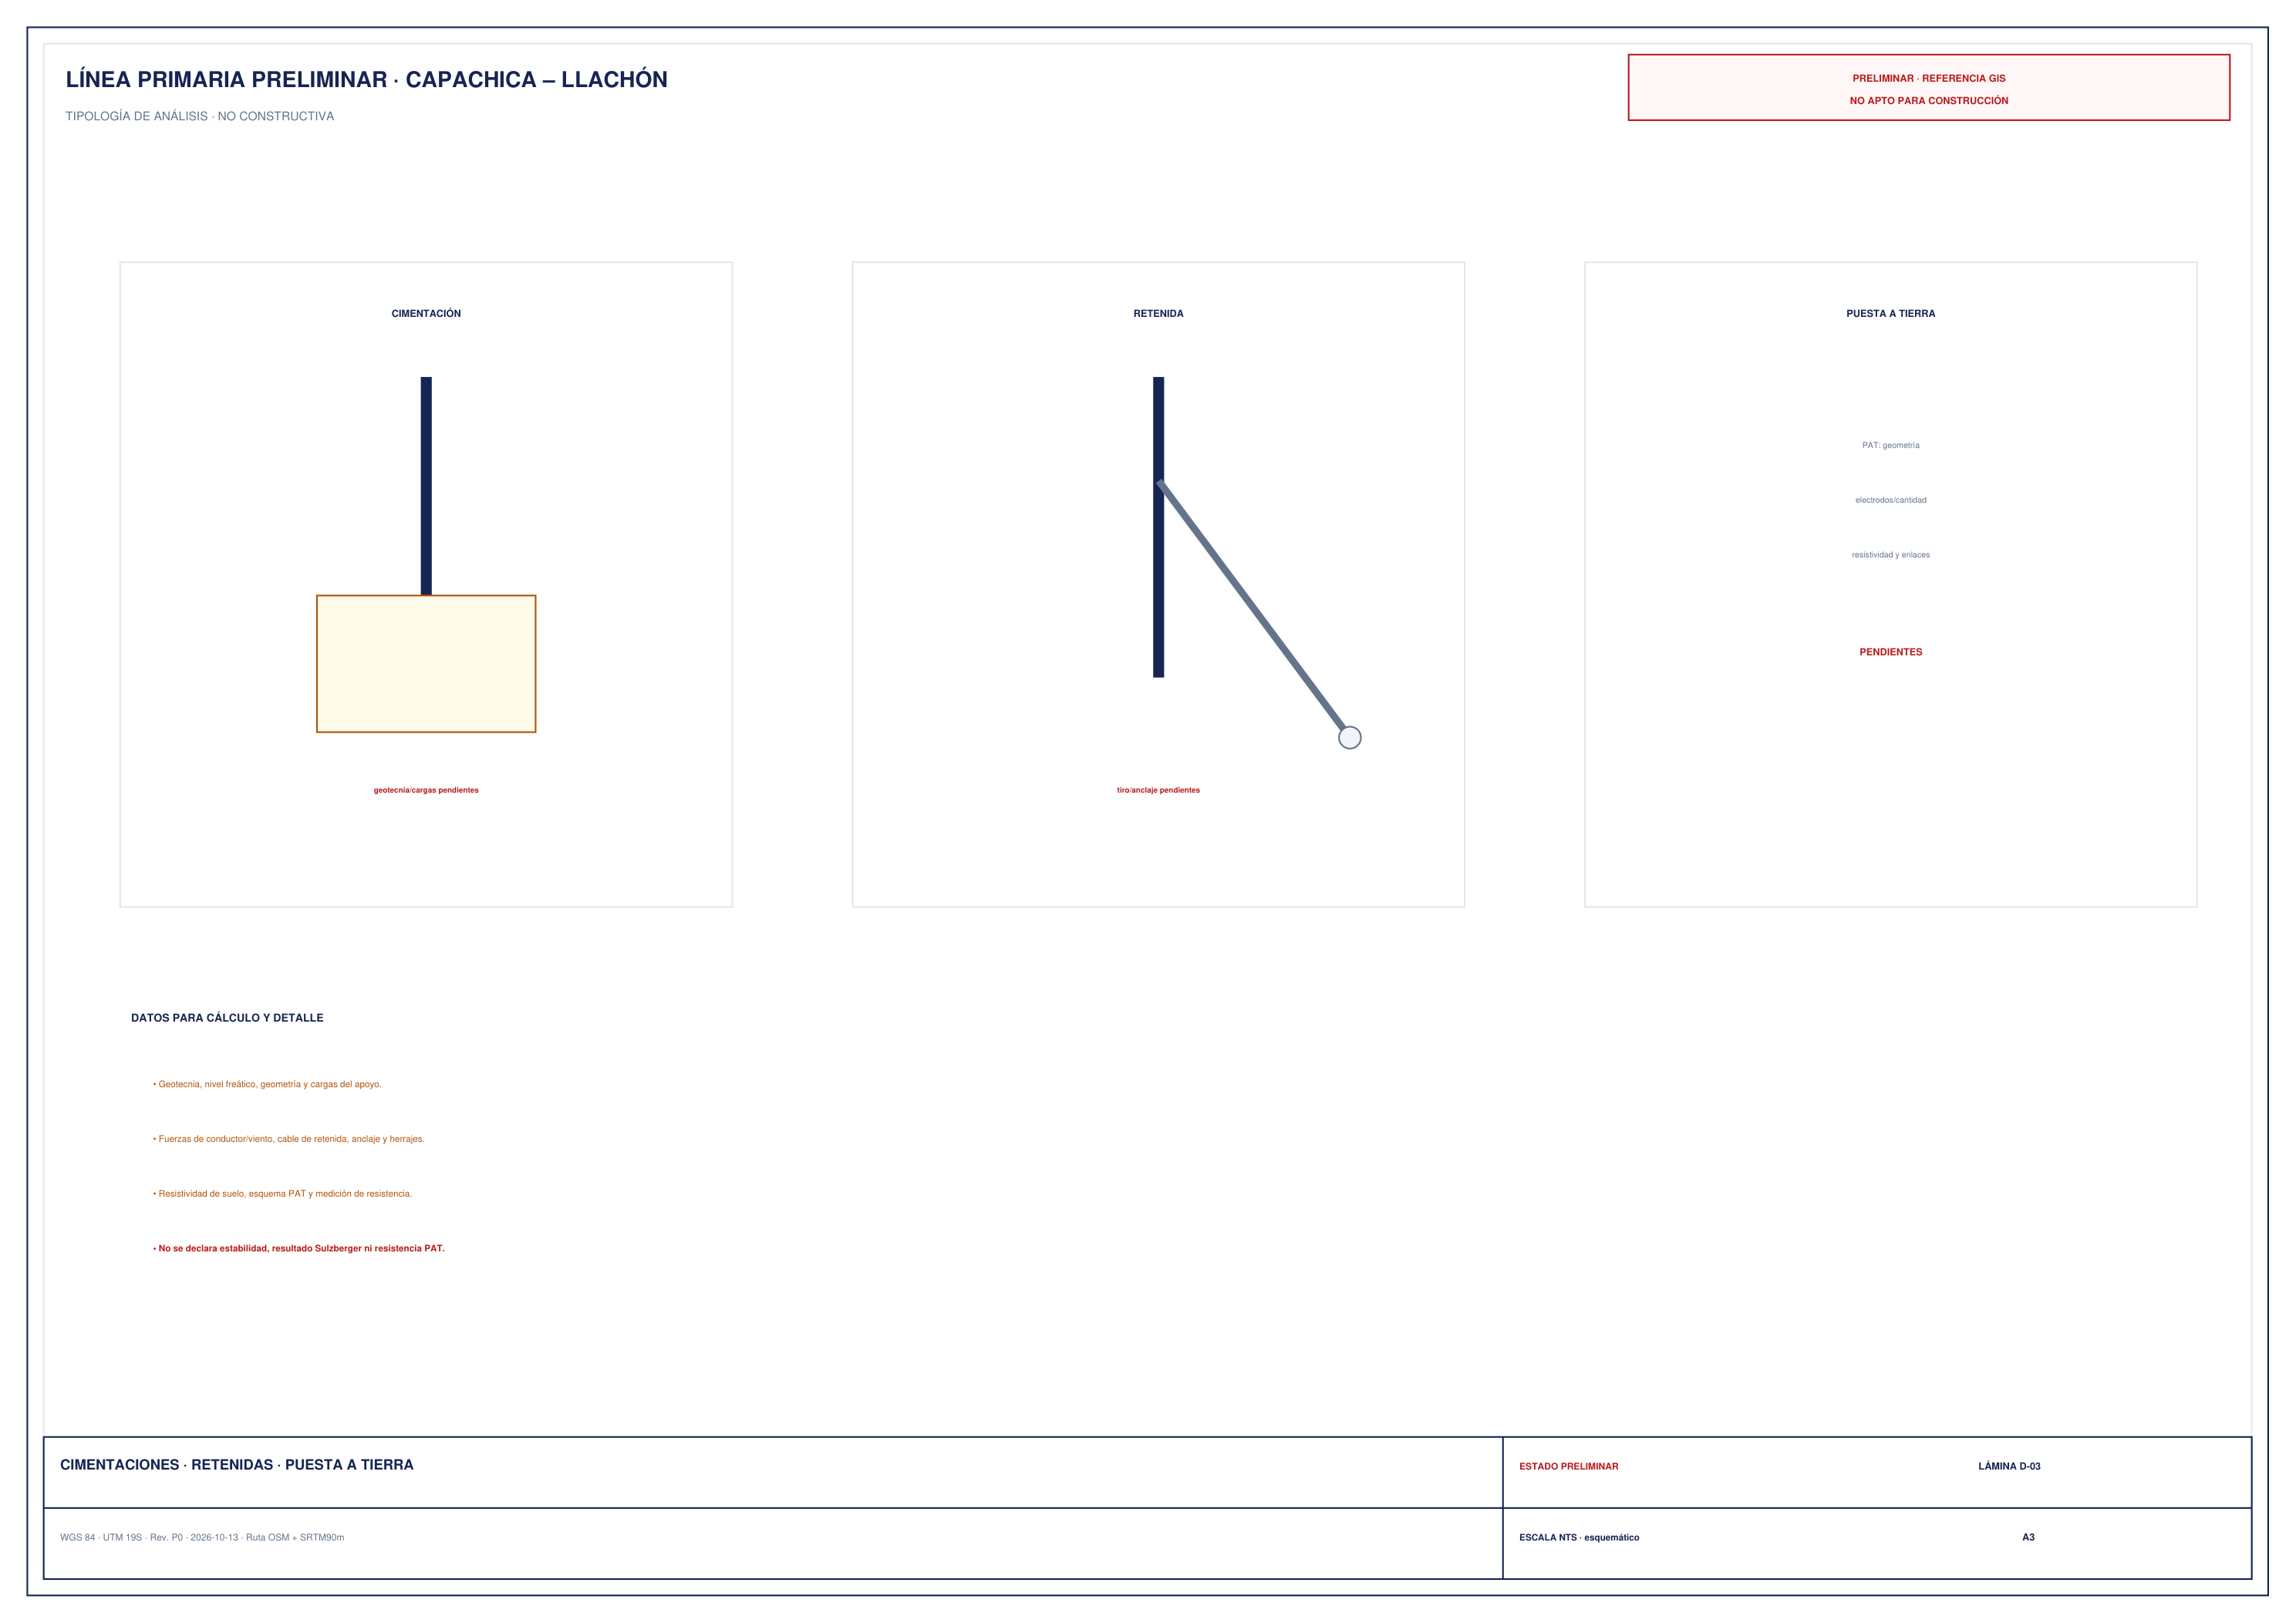 LÍNEA PRIMARIA PRELIMINAR · CAPACHICA – LLACHÓN
TIPOLOGÍA DE ANÁLISIS · NO CONSTRUCTIVA
PRELIMINAR · REFERENCIA GIS
NO APTO PARA CONSTRUCCIÓN
CIMENTACIÓN
geotecnia/cargas pendientes
RETENIDA
tiro/anclaje pendientes
PUESTA A TIERRA
PAT: geometría
electrodos/cantidad
resistividad y enlaces
PENDIENTES
DATOS PARA CÁLCULO Y DETALLE
• Geotecnia, nivel freático, geometría y cargas del apoyo.
• Fuerzas de conductor/viento, cable de retenida, anclaje y herrajes.
• Resistividad de suelo, esquema PAT y medición de resistencia.
• No se declara estabilidad, resultado Sulzberger ni resistencia PAT.
CIMENTACIONES · RETENIDAS · PUESTA A TIERRA
ESTADO PRELIMINAR
LÁMINA D-03
WGS 84 · UTM 19S · Rev. P0 · 2026-10-13 · Ruta OSM + SRTM90m
ESCALA NTS · esquemático
A3